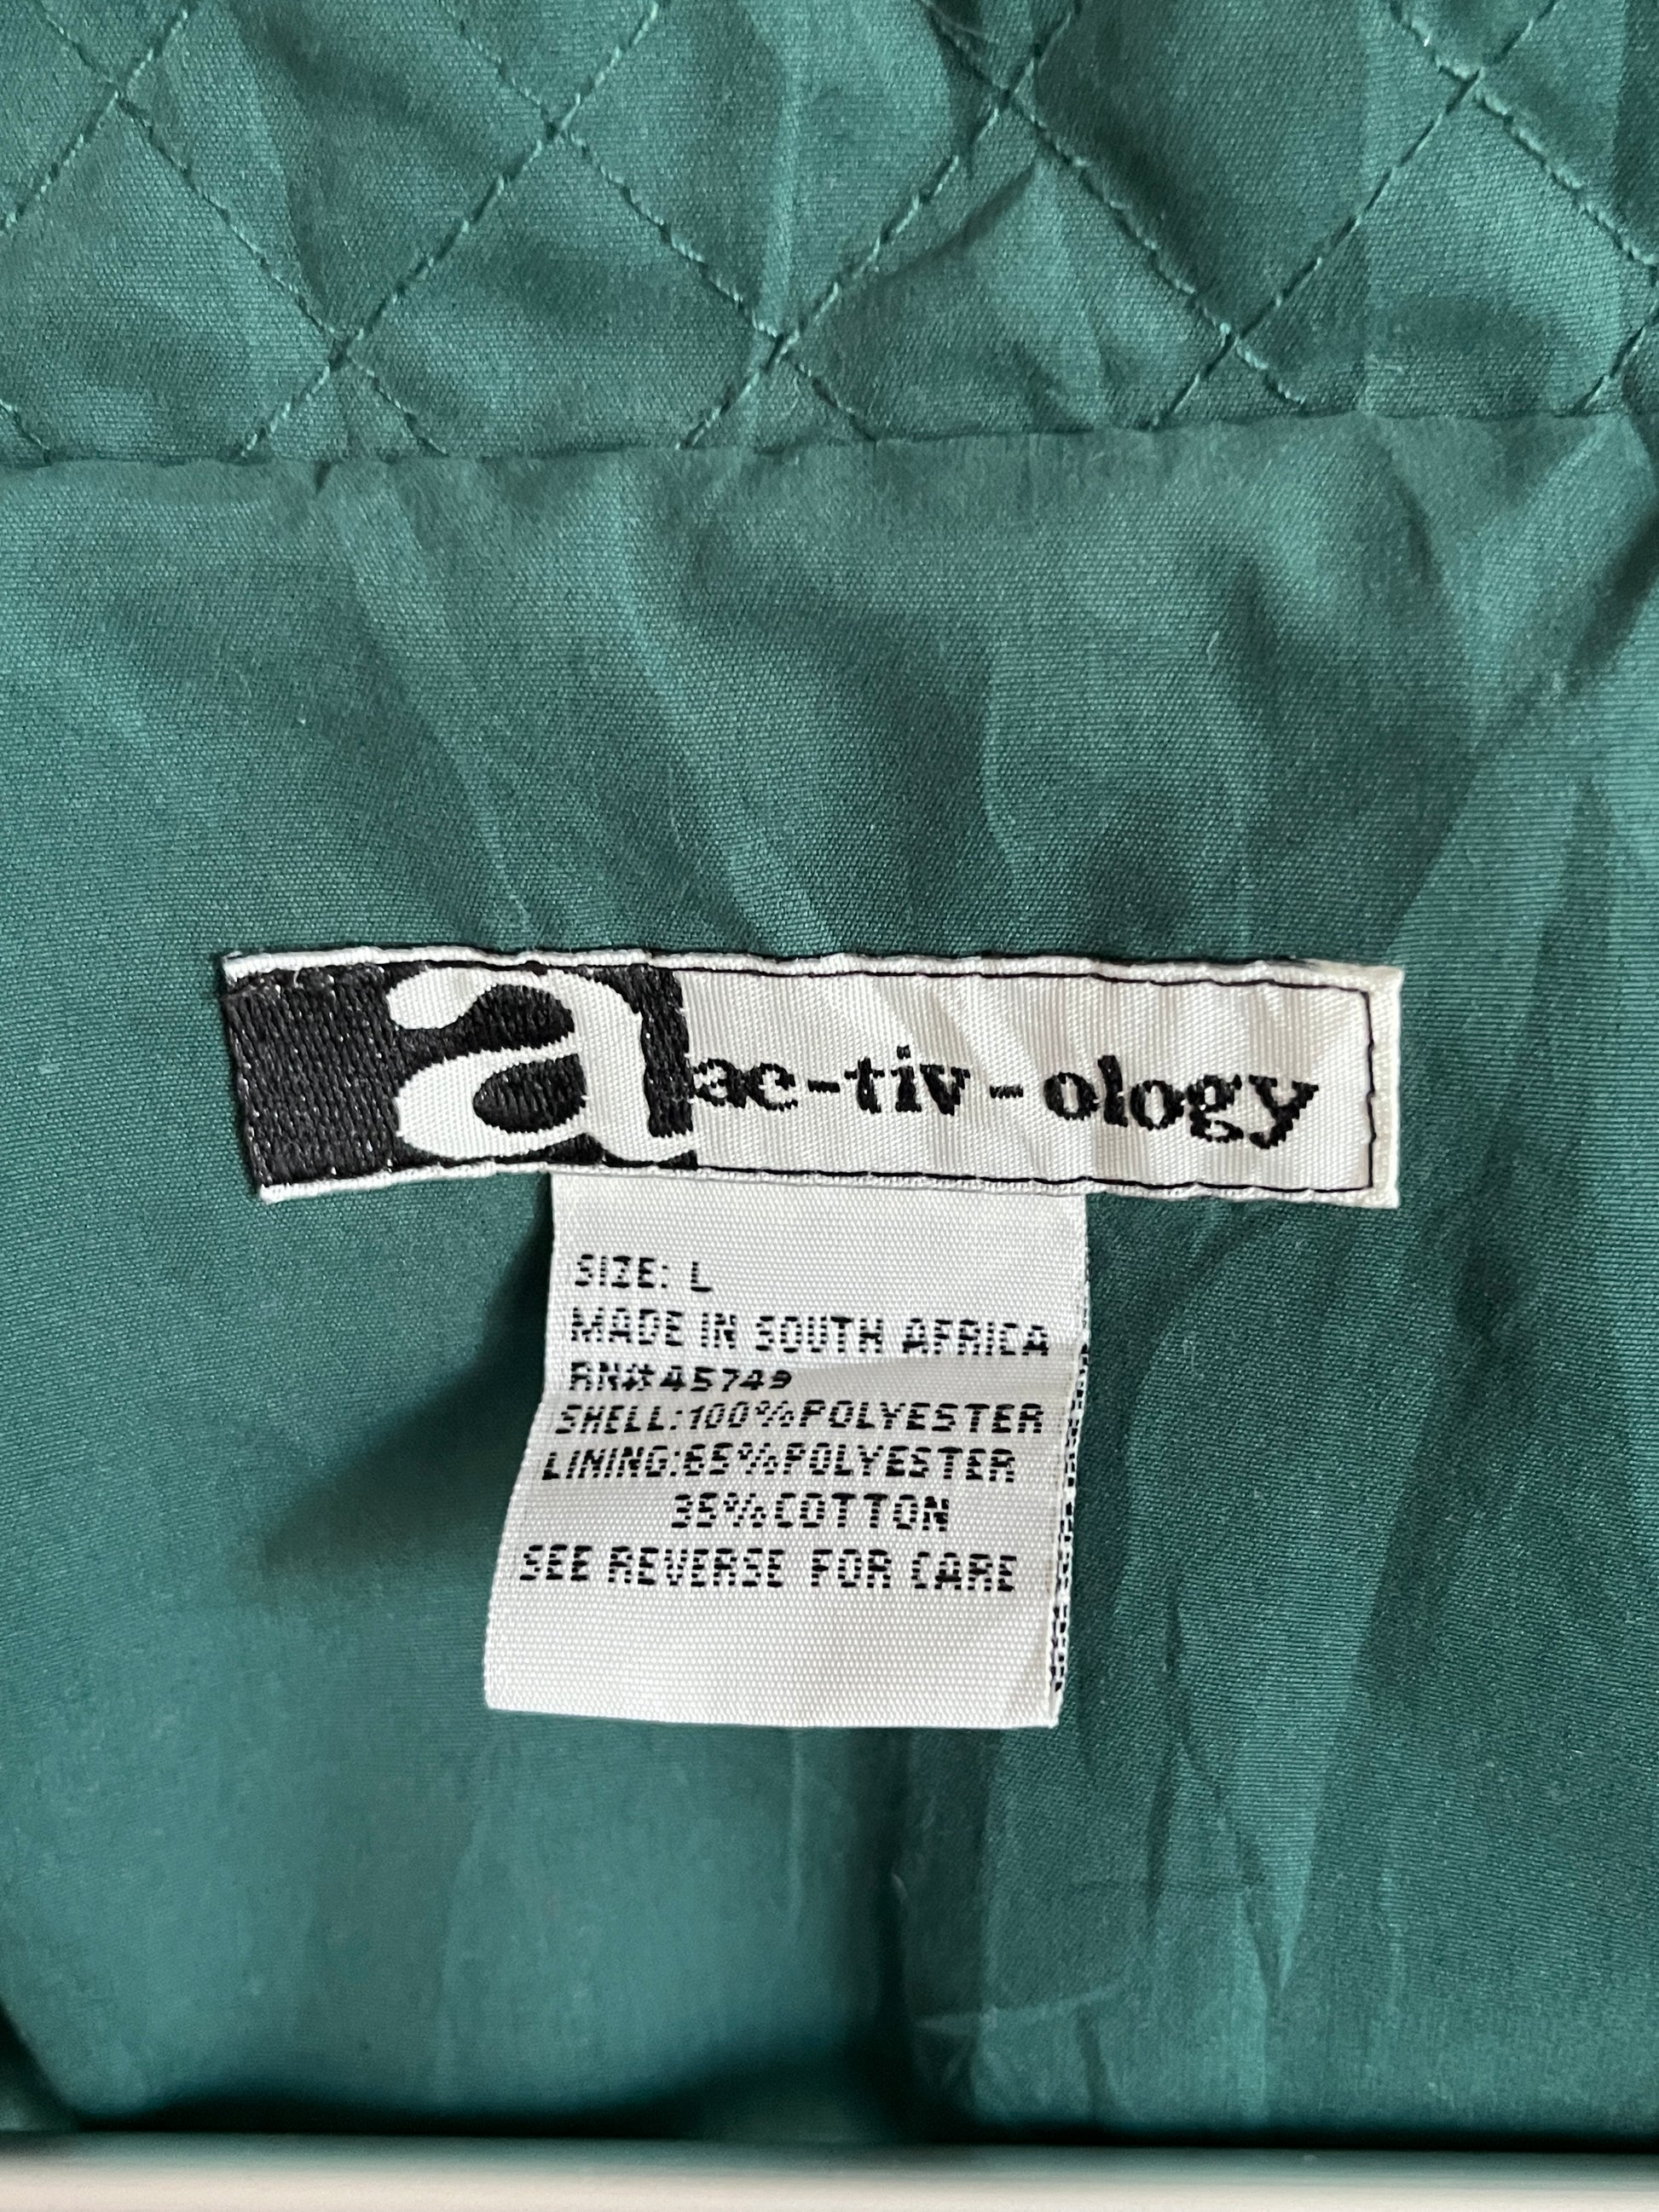 a ac-tiv-ology
SIZE: L
MADE IN SOUTH AFRICA
RN#45749
SHELL:100%POLYESTER
LINING:65%POLYESTER
35%COTTON
SEE REVERSE FOR CARE